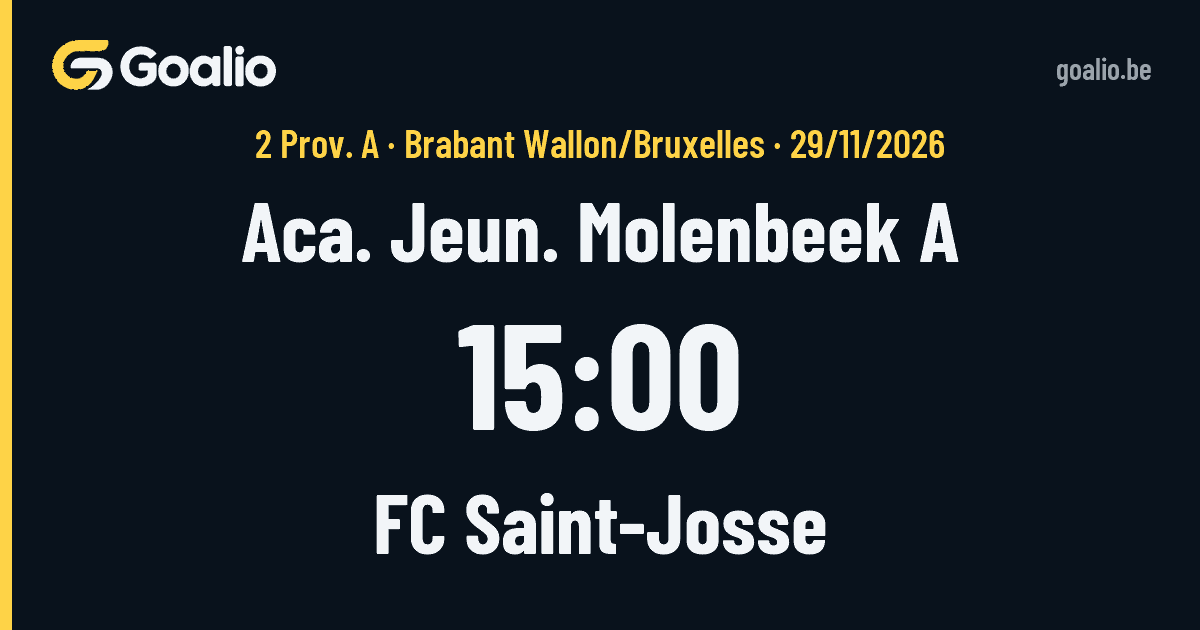 Goalio
goalio.be
2 Prov. A · Brabant Wallon/Bruxelles · 29/11/2026
Aca. Jeun. Molenbeek A
15:00
FC Saint-Josse